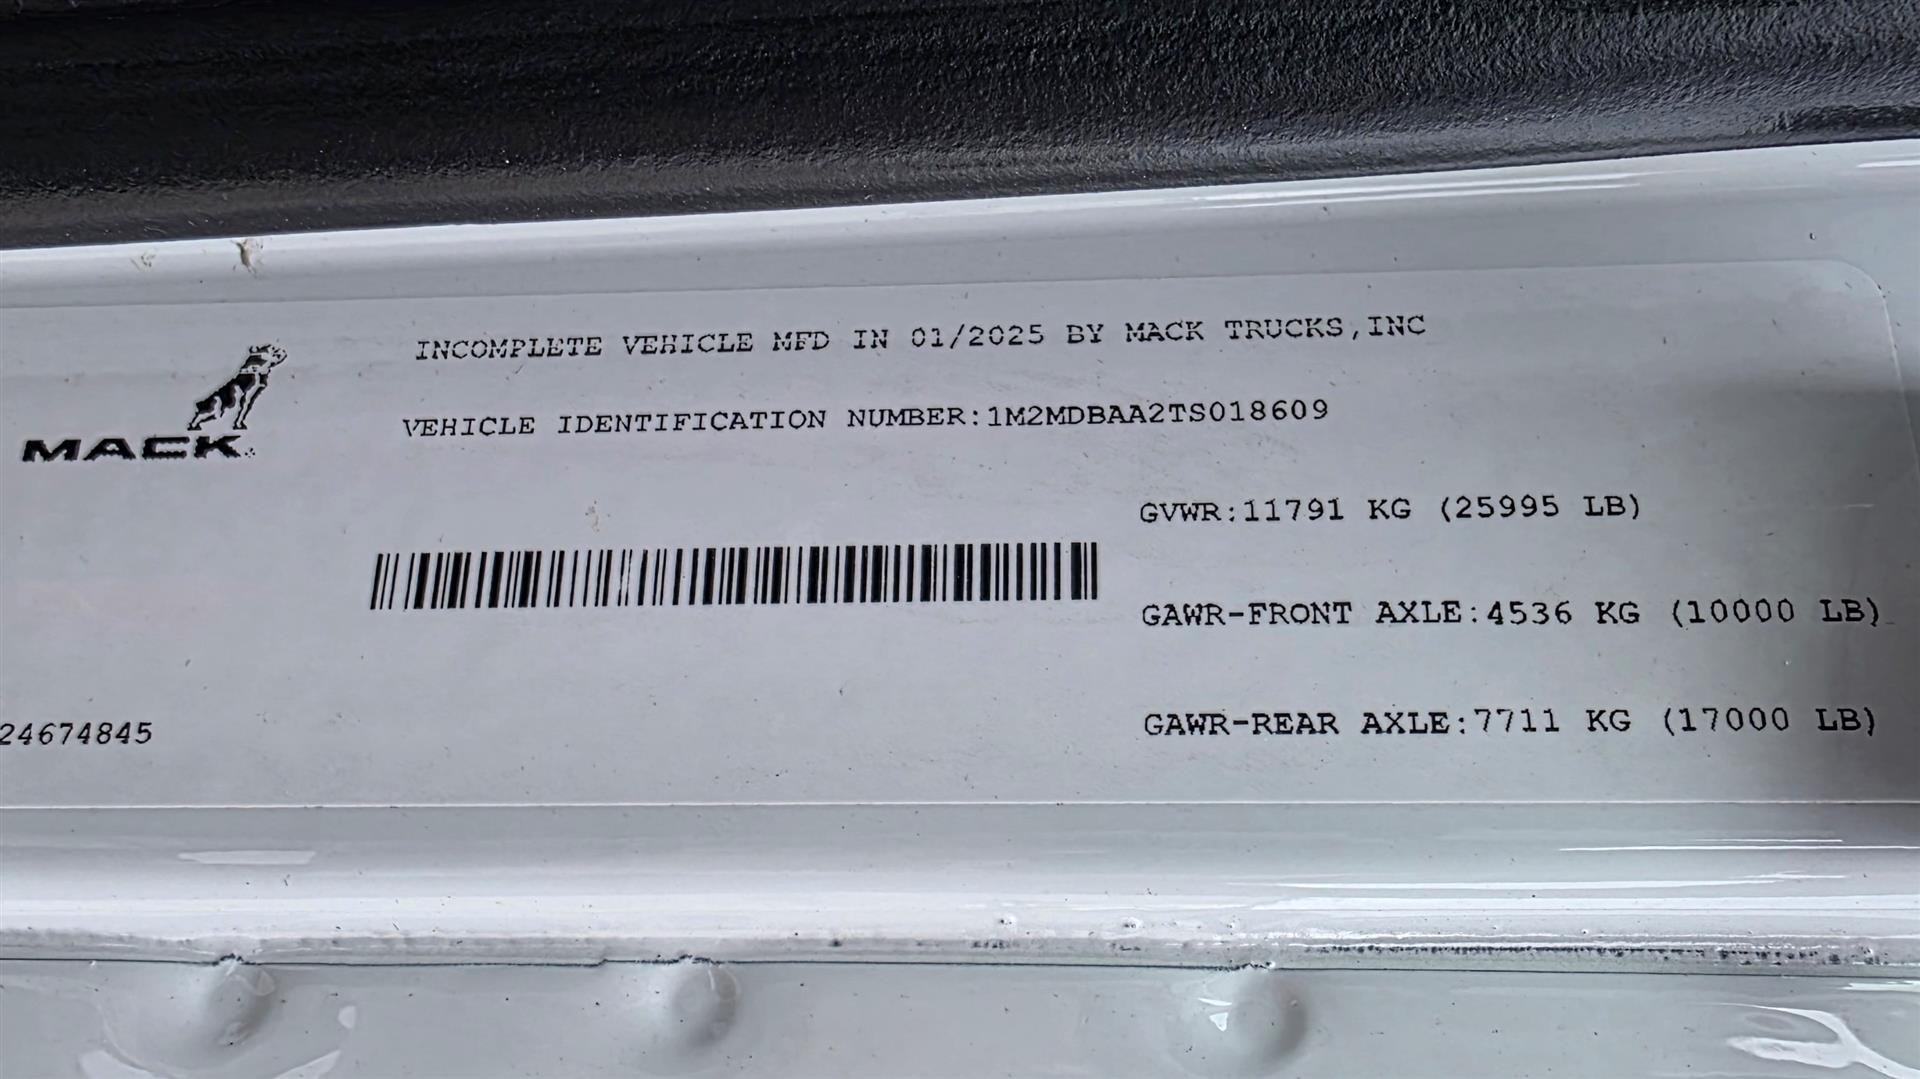 INCOMPLETE VEHICLE MFD IN 01/2025 BY MACK TRUCKS,INC
MACK
VEHICLE IDENTIFICATION NUMBER:1M2MDBAA2TS018609
GVWR:11791 KG (25995 LB)
GAWR-FRONT AXLE:4536 KG (10000 LB)
GAWR-REAR AXLE:7711 KG (17000 LB)
24674845